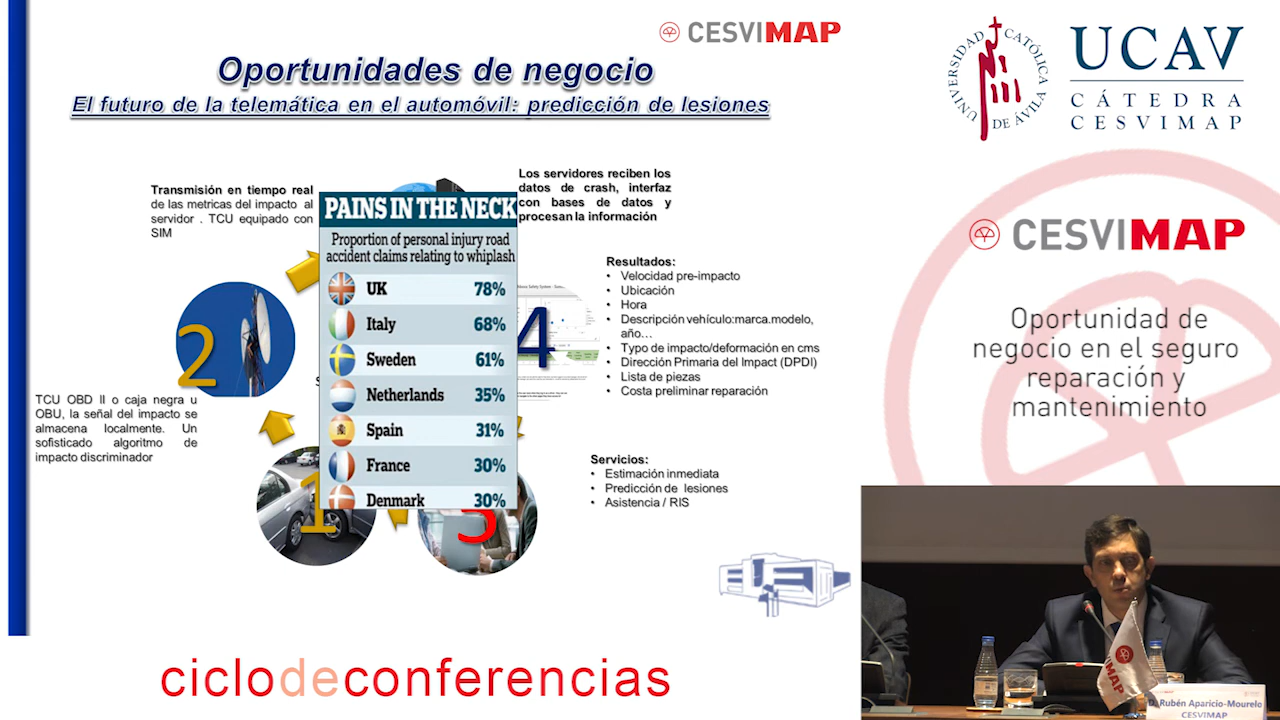 CESVIMAP
Oportunidades de negocio
El futuro de la telemática en el automóvil: predicción de lesiones
Transmisión en tiempo real
de las metricas del impacto al
servidor . TCU equipado con
SIM
Los servidores reciben los
datos de crash, interfaz
con bases de datos y
procesan la información
PAINS IN THE NECK
Proportion of personal injury road
accident claims relating to whiplash
UK 78%
Italy 68%
Sweden 61%
Netherlands 35%
Spain 31%
France 30%
Denmark 30%
Resultados:
• Velocidad pre-impacto
• Ubicación
• Hora
• Descripción vehículo:marca.modelo,
año…
• Typo de impacto/deformación en cms
• Dirección Primaria del Impact (DPDI)
• Lista de piezas
• Costa preliminar reparación
2
4
TCU OBD II o caja negra u
OBU, la señal del impacto se
almacena localmente. Un
sofisticado algoritmo de
impacto discriminador
1
Servicios:
• Estimación inmediata
• Predicción de lesiones
• Asistencia / RIS
ciclodeconferencias
UNIVERSIDAD CATÓLICA DE ÁVILA
UCAV
CÁTEDRA
CESVIMAP
CESVIMAP
Oportunidad de
negocio en el seguro
reparación y
mantenimiento
D. Rubén Aparicio-Mourelo
CESVIMAP